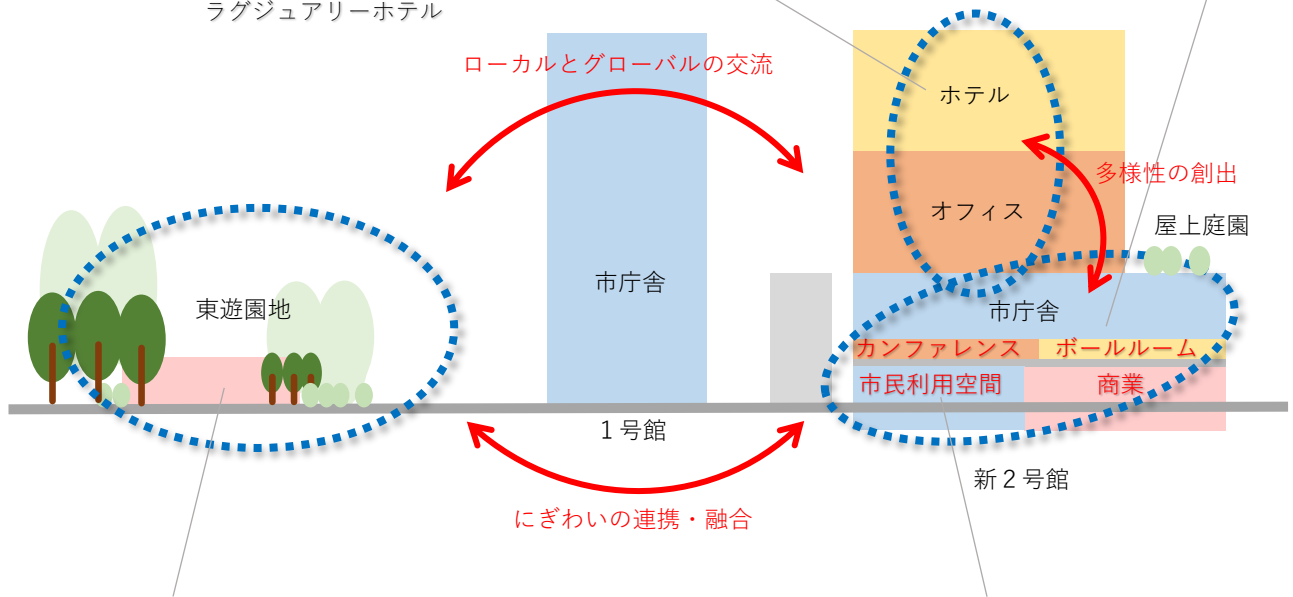 ラグジュアリーホテル
ローカルとグローバルの交流
ホテル
多様性の創出
オフィス
屋上庭園
市庁舎
東遊園地
市庁舎
カンファレンス
ボールルーム
市民利用空間
商業
１号館
新２号館
にぎわいの連携・融合